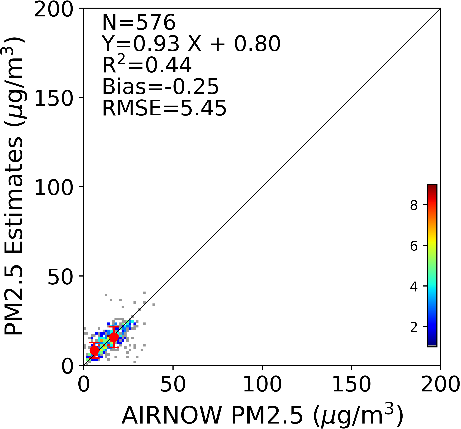 N=576
Y=0.93 X + 0.80
R²=0.44
Bias=-0.25
RMSE=5.45
PM2.5 Estimates (μg/m³)
200
150
100
50
0
8
6
4
2
0
50
100
150
200
AIRNOW PM2.5 (μg/m³)